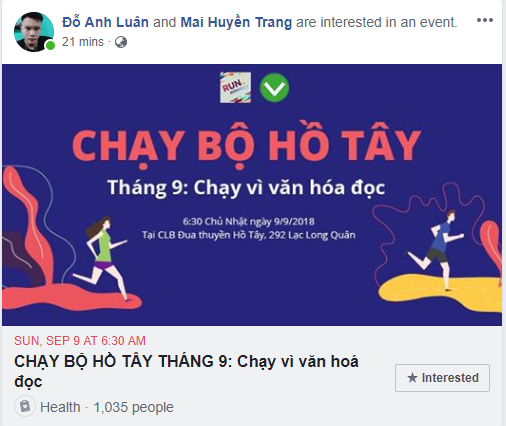 Đỗ Anh Luân and Mai Huyền Trang are interested in an event.
21 mins ·
RUN
CHẠY BỘ HỒ TÂY
Tháng 9: Chạy vì văn hóa đọc
6:30 Chủ Nhật ngày 9/9/2018
Tại CLB Đua thuyền Hồ Tây, 292 Lạc Long Quân
SUN, SEP 9 AT 6:30 AM
CHẠY BỘ HỒ TÂY THÁNG 9: Chạy vì văn hoá
đọc
★ Interested
Health · 1,035 people